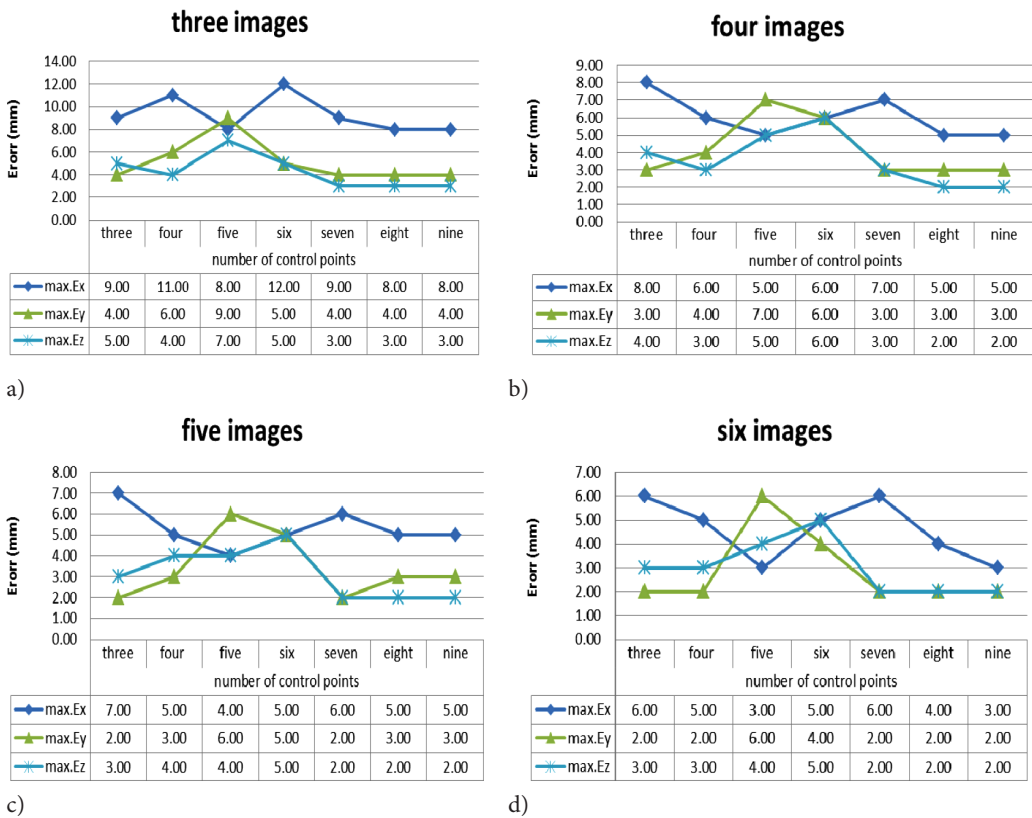 three images
14.00
12.00
10.00
8.00
6.00
4.00
2.00
0.00
Erorr (mm)
three four five six seven eight nine
number of control points
max.Ex 9.00 11.00 8.00 12.00 9.00 8.00 8.00
max.Ey 4.00 6.00 9.00 5.00 4.00 4.00 4.00
max.Ez 5.00 4.00 7.00 5.00 3.00 3.00 3.00
a)
four images
9.00
8.00
7.00
6.00
5.00
4.00
3.00
2.00
1.00
0.00
Erorr (mm)
three four five six seven eight nine
number of control points
max.Ex 8.00 6.00 5.00 6.00 7.00 5.00 5.00
max.Ey 3.00 4.00 7.00 6.00 3.00 3.00 3.00
max.Ez 4.00 3.00 5.00 6.00 3.00 2.00 2.00
b)
five images
8.00
7.00
6.00
5.00
4.00
3.00
2.00
1.00
0.00
Erorr (mm)
three four five six seven eight nine
number of control points
max.Ex 7.00 5.00 4.00 5.00 6.00 5.00 5.00
max.Ey 2.00 3.00 6.00 5.00 2.00 3.00 3.00
max.Ez 3.00 4.00 4.00 5.00 2.00 2.00 2.00
c)
six images
7.00
6.00
5.00
4.00
3.00
2.00
1.00
0.00
Erorr (mm)
three four five six seven eight nine
number of control points
max.Ex 6.00 5.00 3.00 5.00 6.00 4.00 3.00
max.Ey 2.00 2.00 6.00 4.00 2.00 2.00 2.00
max.Ez 3.00 3.00 4.00 5.00 2.00 2.00 2.00
d)